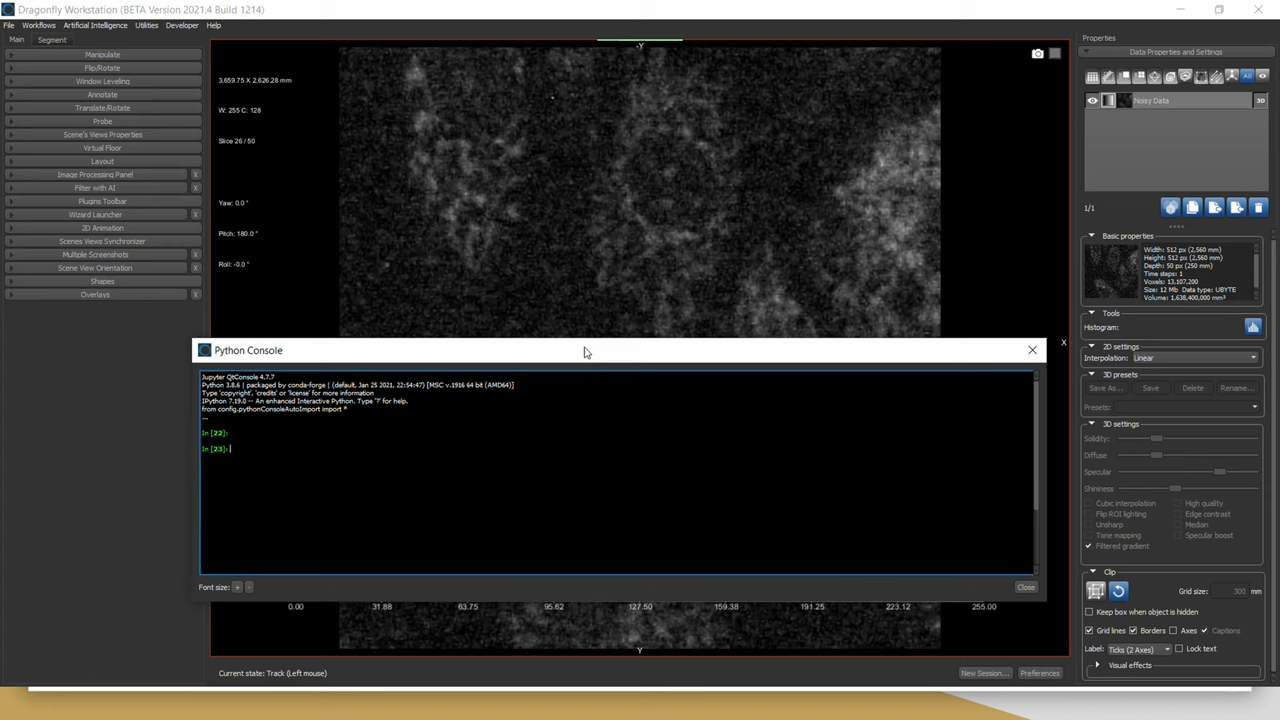 Dragonfly Workstation (BETA Version 2021.4 Build 1214)
File Workflows Artificial Intelligence Utilities Developer Help
Main Segment
Manipulate
Flip/Rotate
Window Leveling
Annotate
Translate/Rotate
Probe
Scene's Views Properties
Virtual Floor
Layout
Image Processing Panel X
Filter with AI X
Plugins Toolbar
Wizard Launcher X
2D Animation
Scenes Views Synchronizer
Multiple Screenshots X
Scene View Orientation X
Shapes
Overlays X
-Y
3,659.75 X 2,626.28 mm
W: 255 C: 128
Slice 26 / 50
Yaw: 0.0 °
Pitch: 180.0 °
Roll: -0.0 °
X
Python Console
Jupyter QtConsole 4.7.7
Python 3.8.6 | packaged by conda-forge | (default, Jan 25 2021, 22:54:47) [MSC v.1916 64 bit (AMD64)]
Type 'copyright', 'credits' or 'license' for more information
IPython 7.19.0 -- An enhanced Interactive Python. Type '?' for help.
from config.pythonConsoleAutoImport import *
...
In [22]:
In [23]:
Font size: + -
Close
0.00 31.88 63.75 95.62 127.50 159.38 191.25 223.12 255.00
Y
Current state: Track (Left mouse)
New Session... Preferences
Properties
Data Properties and Settings
All
Noisy Data 3D
1/1
Basic properties
Width: 512 px (2,560 mm)
Height: 512 px (2,560 mm)
Depth: 50 px (250 mm)
Time steps: 1
Voxels: 13,107,200
Size: 12 Mb Data type: UBYTE
Volume: 1,638,400,000 mm³
Tools
Histogram:
2D settings
Interpolation: Linear
3D presets
Save As... Save Delete Rename...
Presets:
3D settings
Solidity:
Diffuse
Specular
Shininess
Cubic interpolation High quality
Flip ROI lighting Edge contrast
Unsharp Median
Tone mapping Specular boost
Filtered gradient
Clip
Grid size: 300 mm
Keep box when object is hidden
Grid lines Borders Axes Captions
Label: Ticks (2 Axes) Lock text
Visual effects